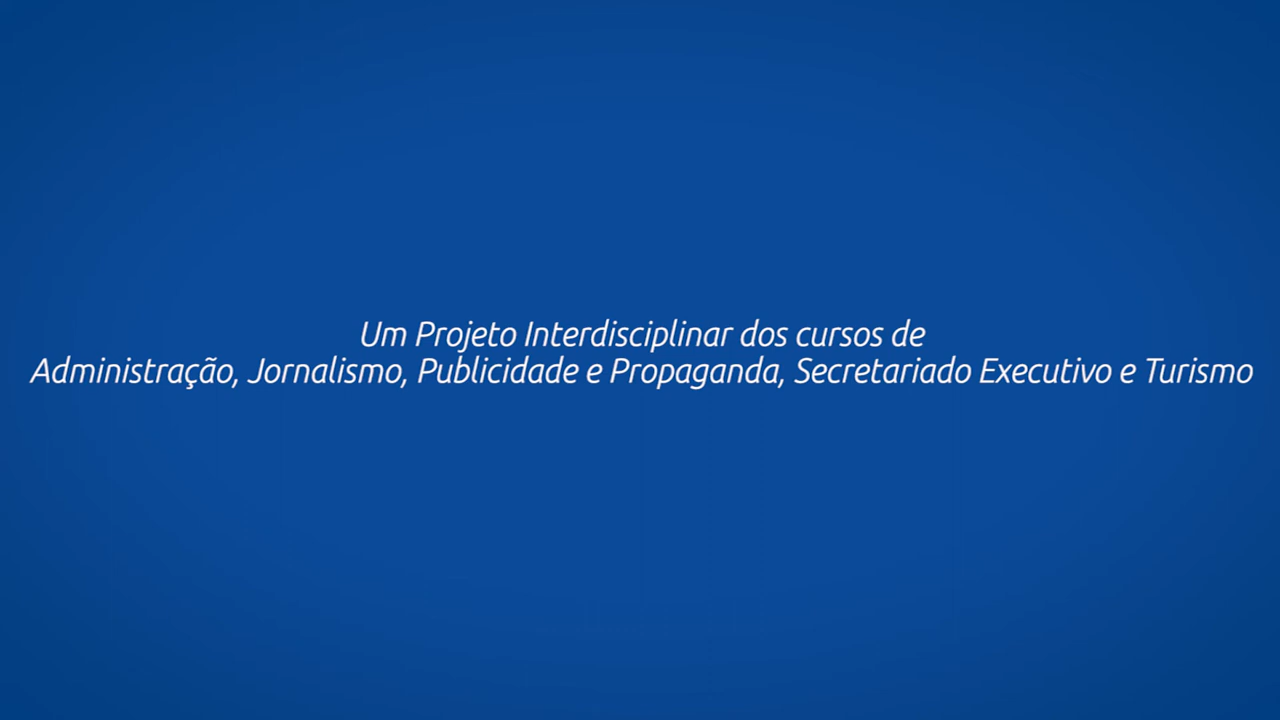 Um Projeto Interdisciplinar dos cursos de
Administração, Jornalismo, Publicidade e Propaganda, Secretariado Executivo e Turismo